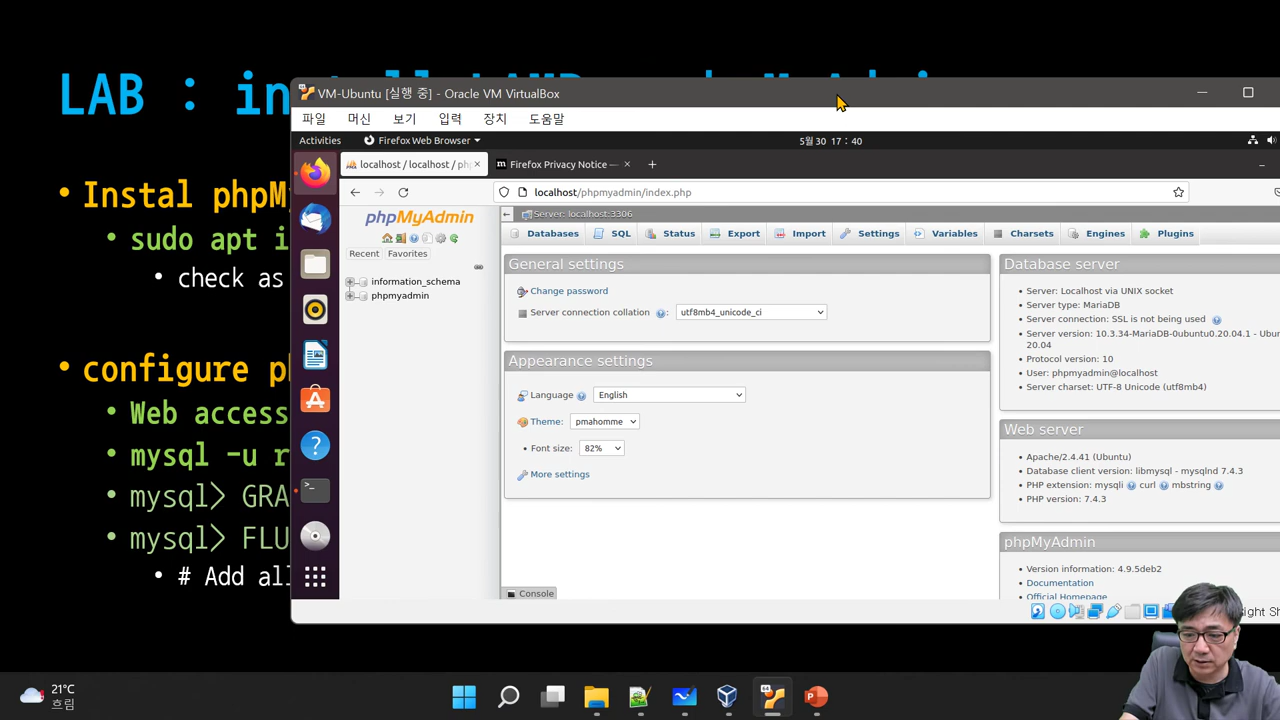 LAB : in
Instal phpM
sudo apt i
check as
configure p
Web access
mysql -u r
mysql> GRA
mysql> FLU
# Add all
VM-Ubuntu [실행 중] - Oracle VM VirtualBox
파일 머신 보기 입력 장치 도움말
Activities Firefox Web Browser 5월 30 17 : 40
localhost / localhost / ph Firefox Privacy Notice —
localhost/phpmyadmin/index.php
phpMyAdmin
Recent Favorites
information_schema
phpmyadmin
Server: localhost:3306
Databases SQL Status Export Import Settings Variables Charsets Engines Plugins
General settings
Change password
Server connection collation : utf8mb4_unicode_ci
Appearance settings
Language English
Theme: pmahomme
Font size: 82%
More settings
Console
Database server
Server: Localhost via UNIX socket
Server type: MariaDB
Server connection: SSL is not being used
Server version: 10.3.34-MariaDB-0ubuntu0.20.04.1 - Ubu
20.04
Protocol version: 10
User: phpmyadmin@localhost
Server charset: UTF-8 Unicode (utf8mb4)
Web server
Apache/2.4.41 (Ubuntu)
Database client version: libmysql - mysqlnd 7.4.3
PHP extension: mysqli curl mbstring
PHP version: 7.4.3
phpMyAdmin
Version information: 4.9.5deb2
Documentation
Official Homepage
ight Sh
21°C
흐림